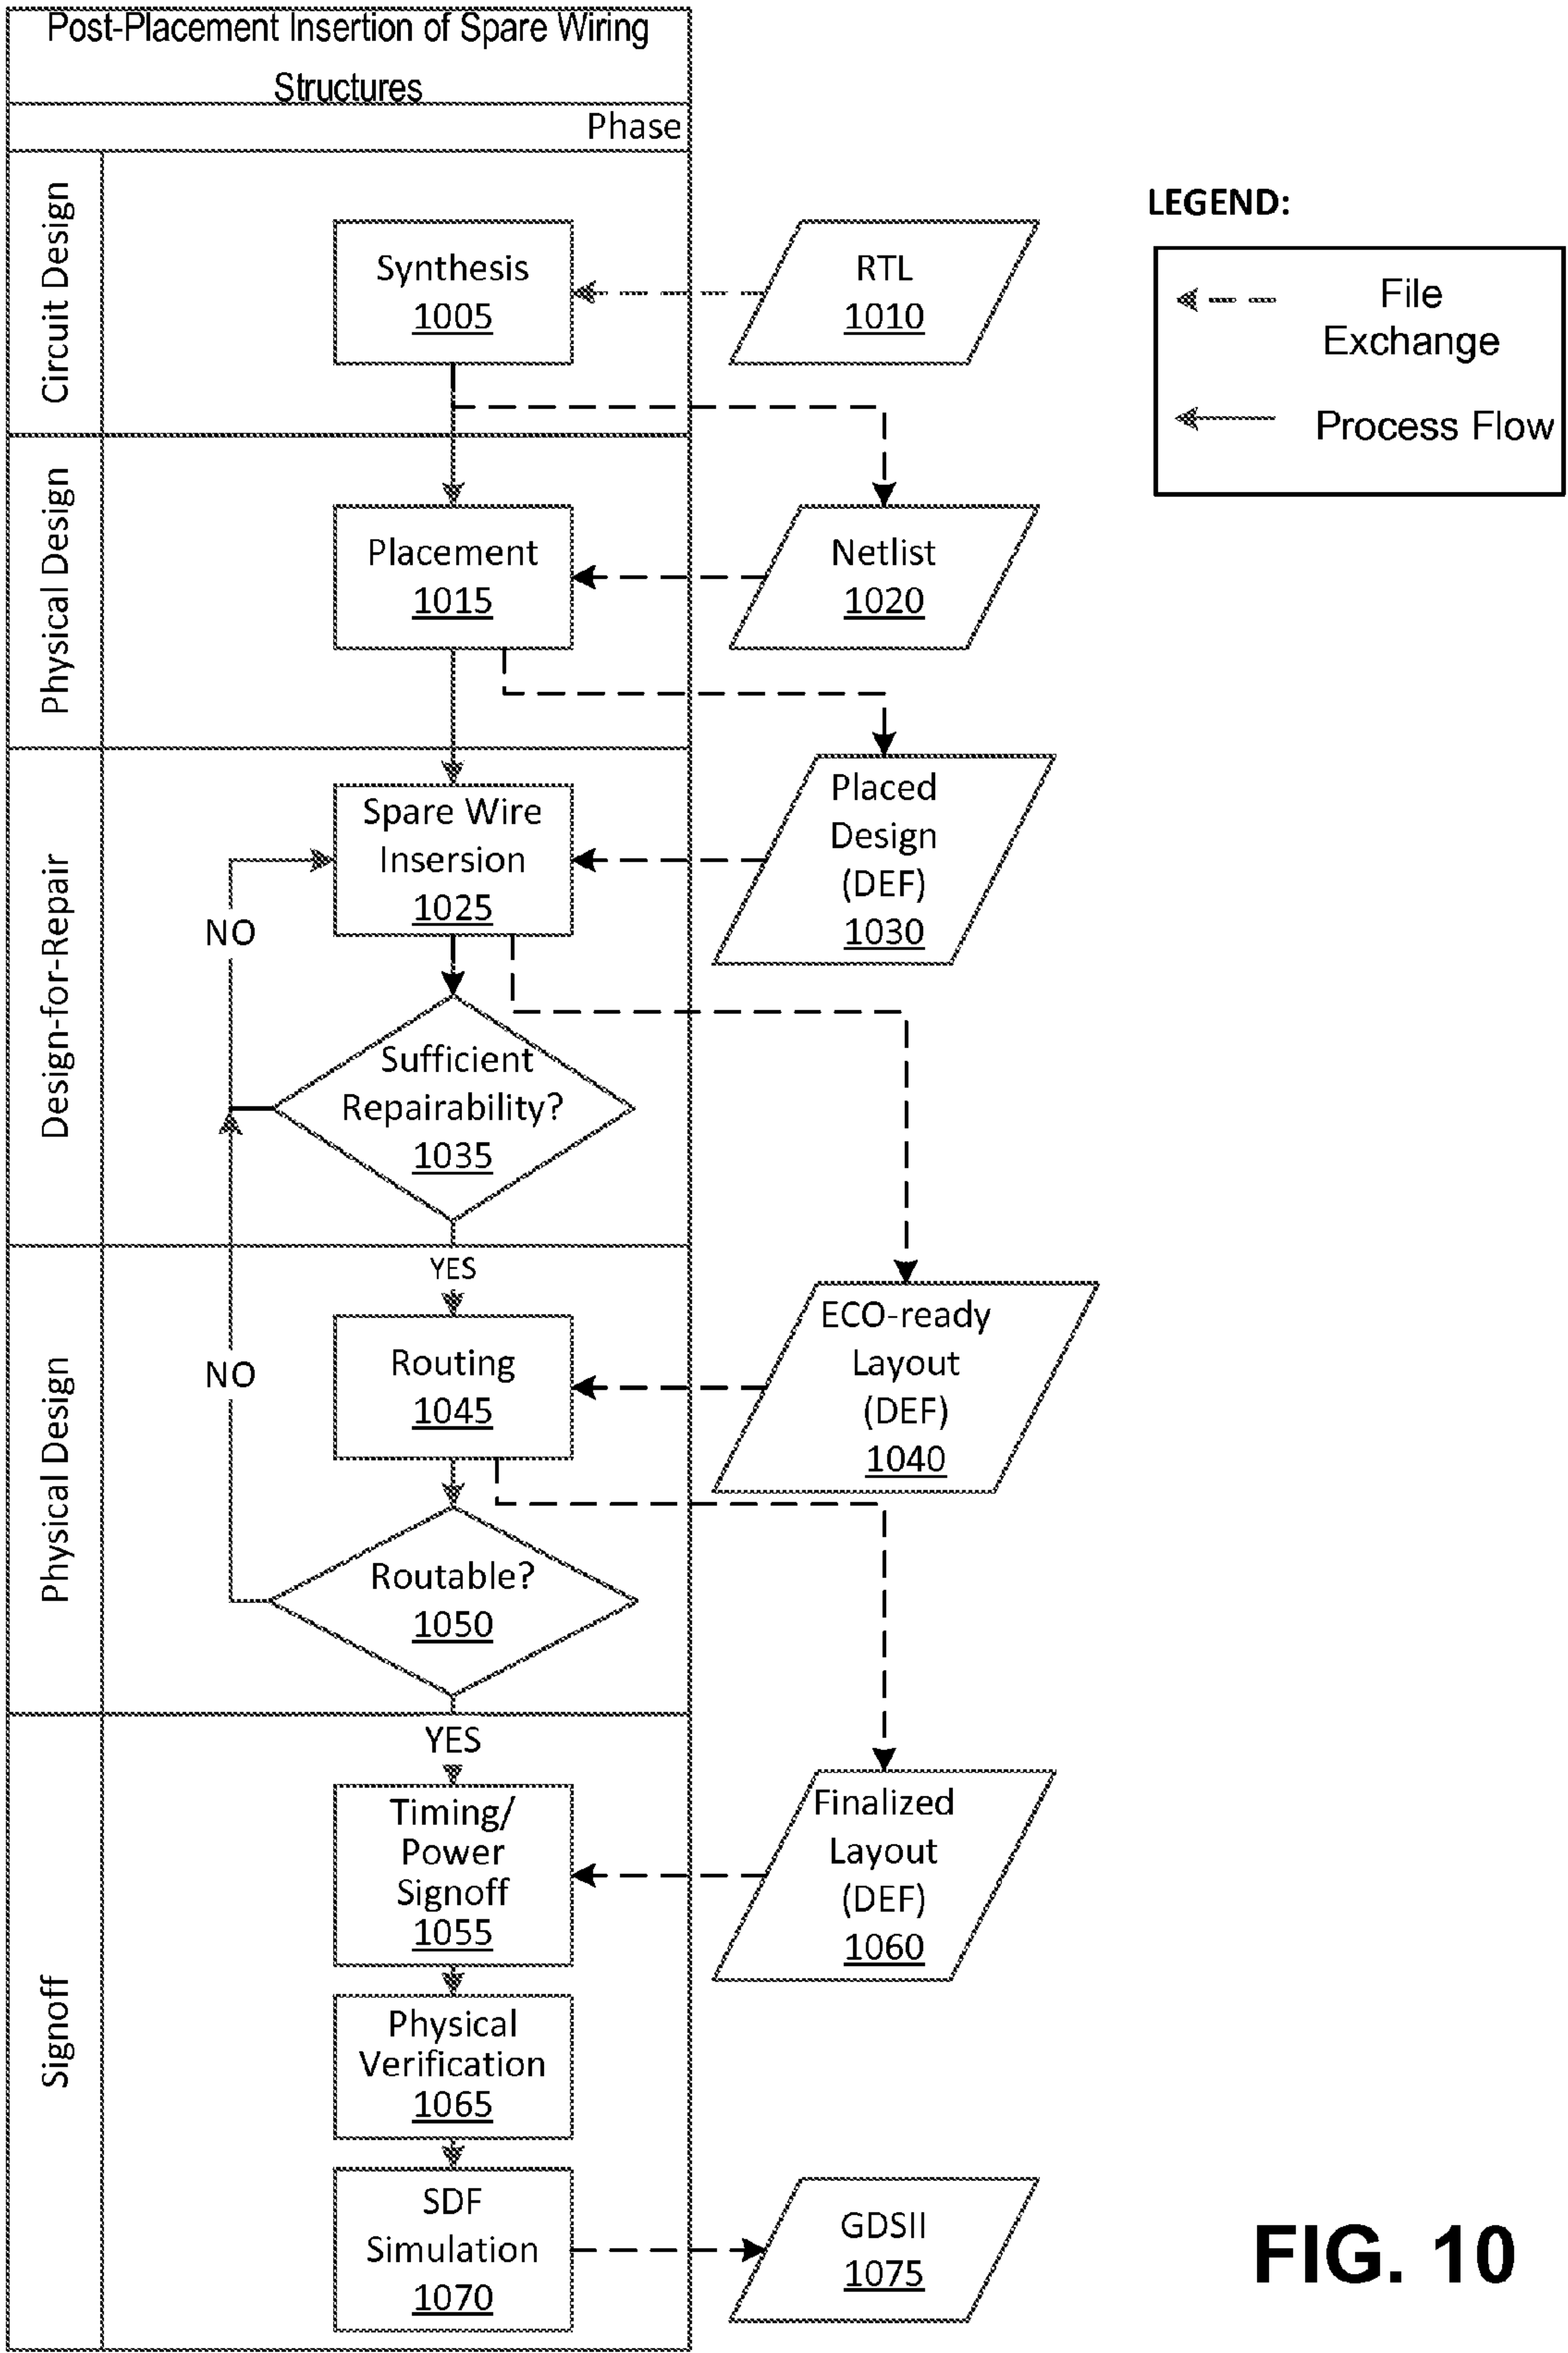 Post-Placement Insertion of Spare Wiring
Structures
Phase
Circuit Design
Synthesis
1005
RTL
1010
LEGEND:
File
Exchange
Process Flow
Physical Design
Placement
1015
Netlist
1020
Design-for-Repair
Spare Wire
Insersion
1025
Placed
Design
(DEF)
1030
NO
Sufficient
Repairability?
1035
YES
Physical Design
Routing
1045
ECO-ready
Layout
(DEF)
1040
NO
Routable?
1050
YES
Signoff
Timing/
Power
Signoff
1055
Finalized
Layout
(DEF)
1060
Physical
Verification
1065
SDF
Simulation
1070
GDSII
1075
FIG. 10